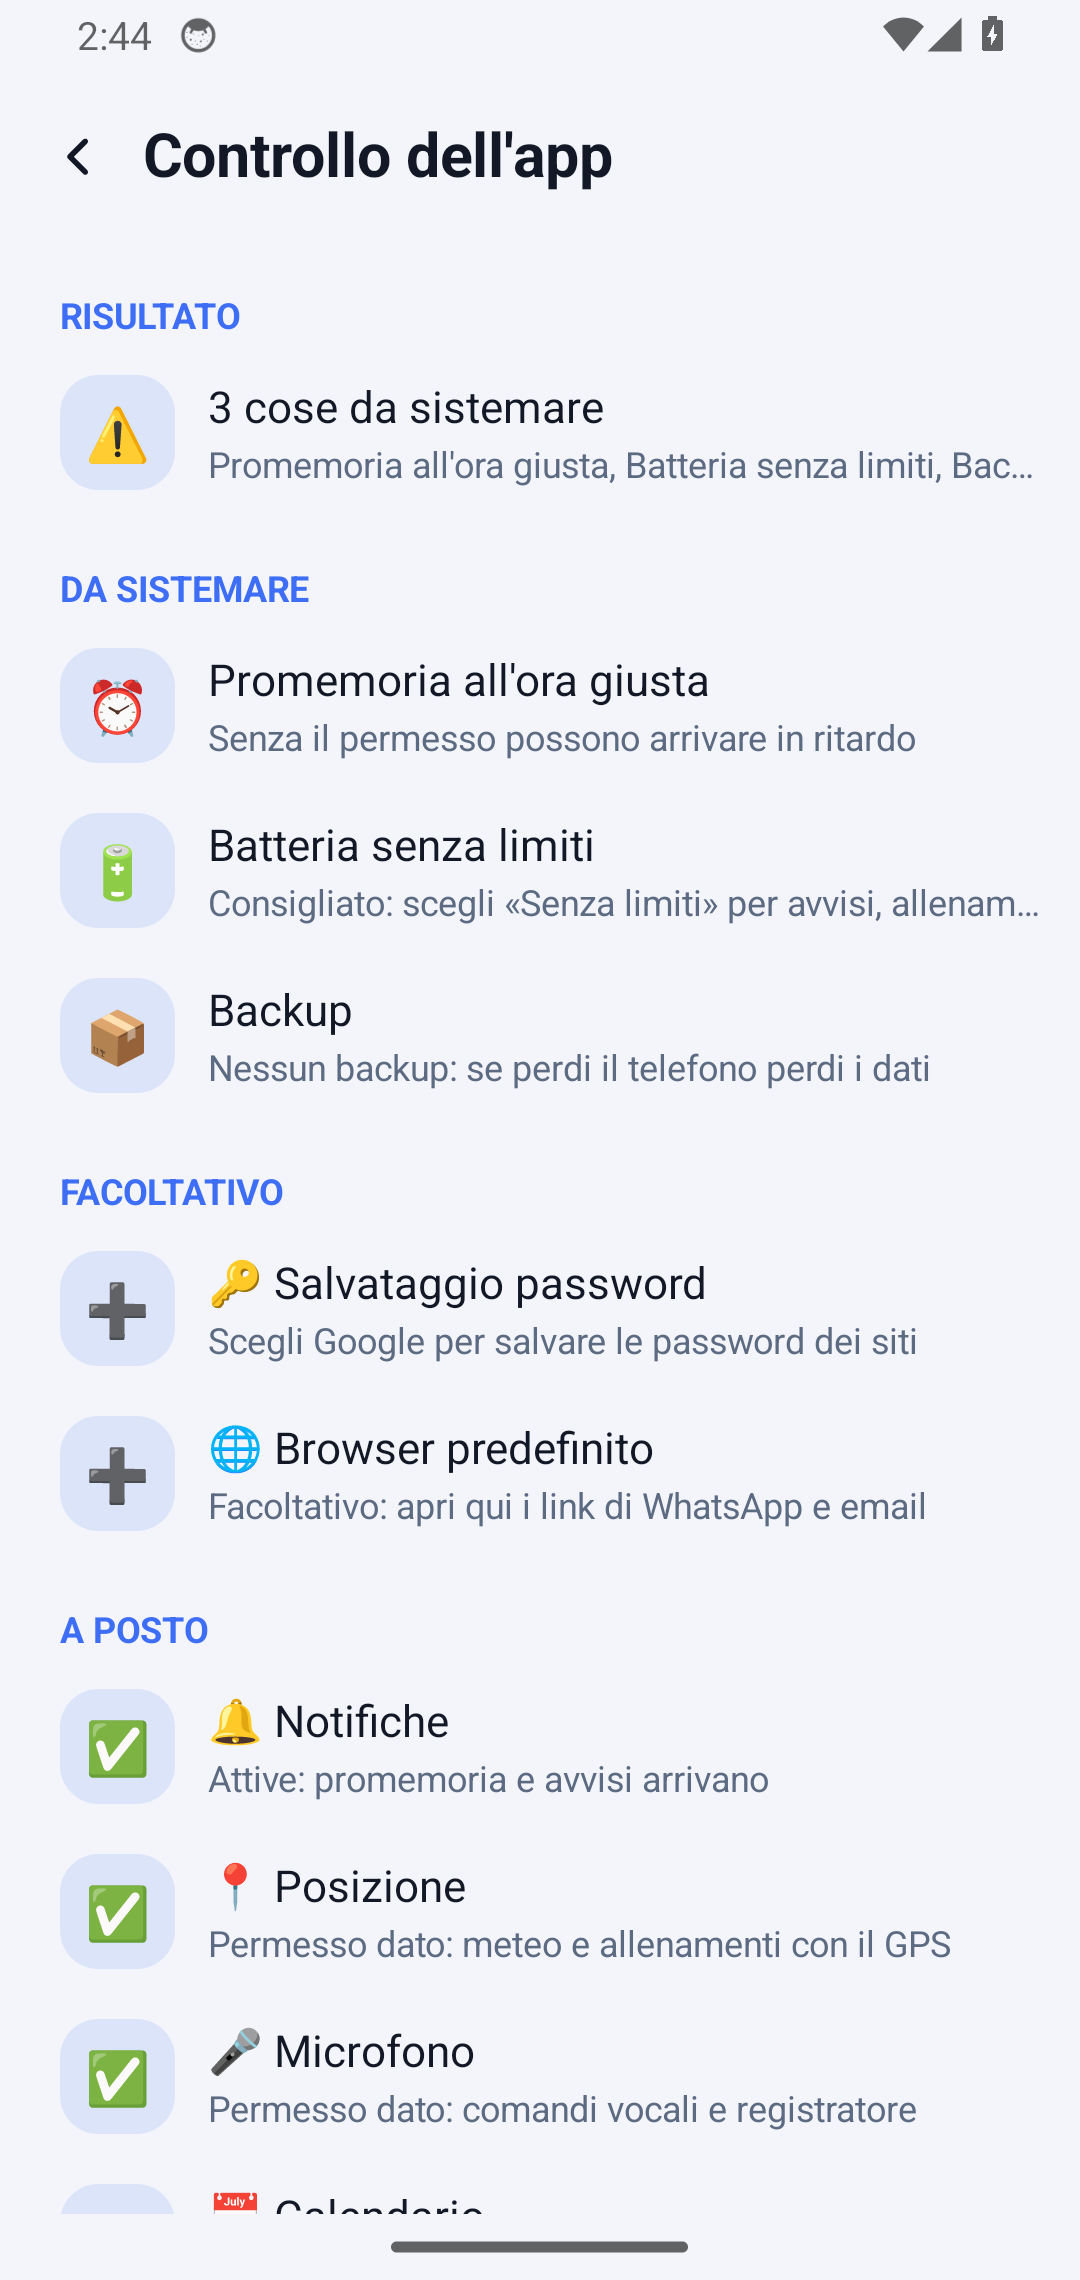 2:44
Controllo dell'app
RISULTATO
3 cose da sistemare
Promemoria all'ora giusta, Batteria senza limiti, Bac…
DA SISTEMARE
Promemoria all'ora giusta
Senza il permesso possono arrivare in ritardo
Batteria senza limiti
Consigliato: scegli «Senza limiti» per avvisi, allenam…
Backup
Nessun backup: se perdi il telefono perdi i dati
FACOLTATIVO
🔑 Salvataggio password
Scegli Google per salvare le password dei siti
🌐 Browser predefinito
Facoltativo: apri qui i link di WhatsApp e email
A POSTO
🔔 Notifiche
Attive: promemoria e avvisi arrivano
📍 Posizione
Permesso dato: meteo e allenamenti con il GPS
🎤 Microfono
Permesso dato: comandi vocali e registratore
July Calendario